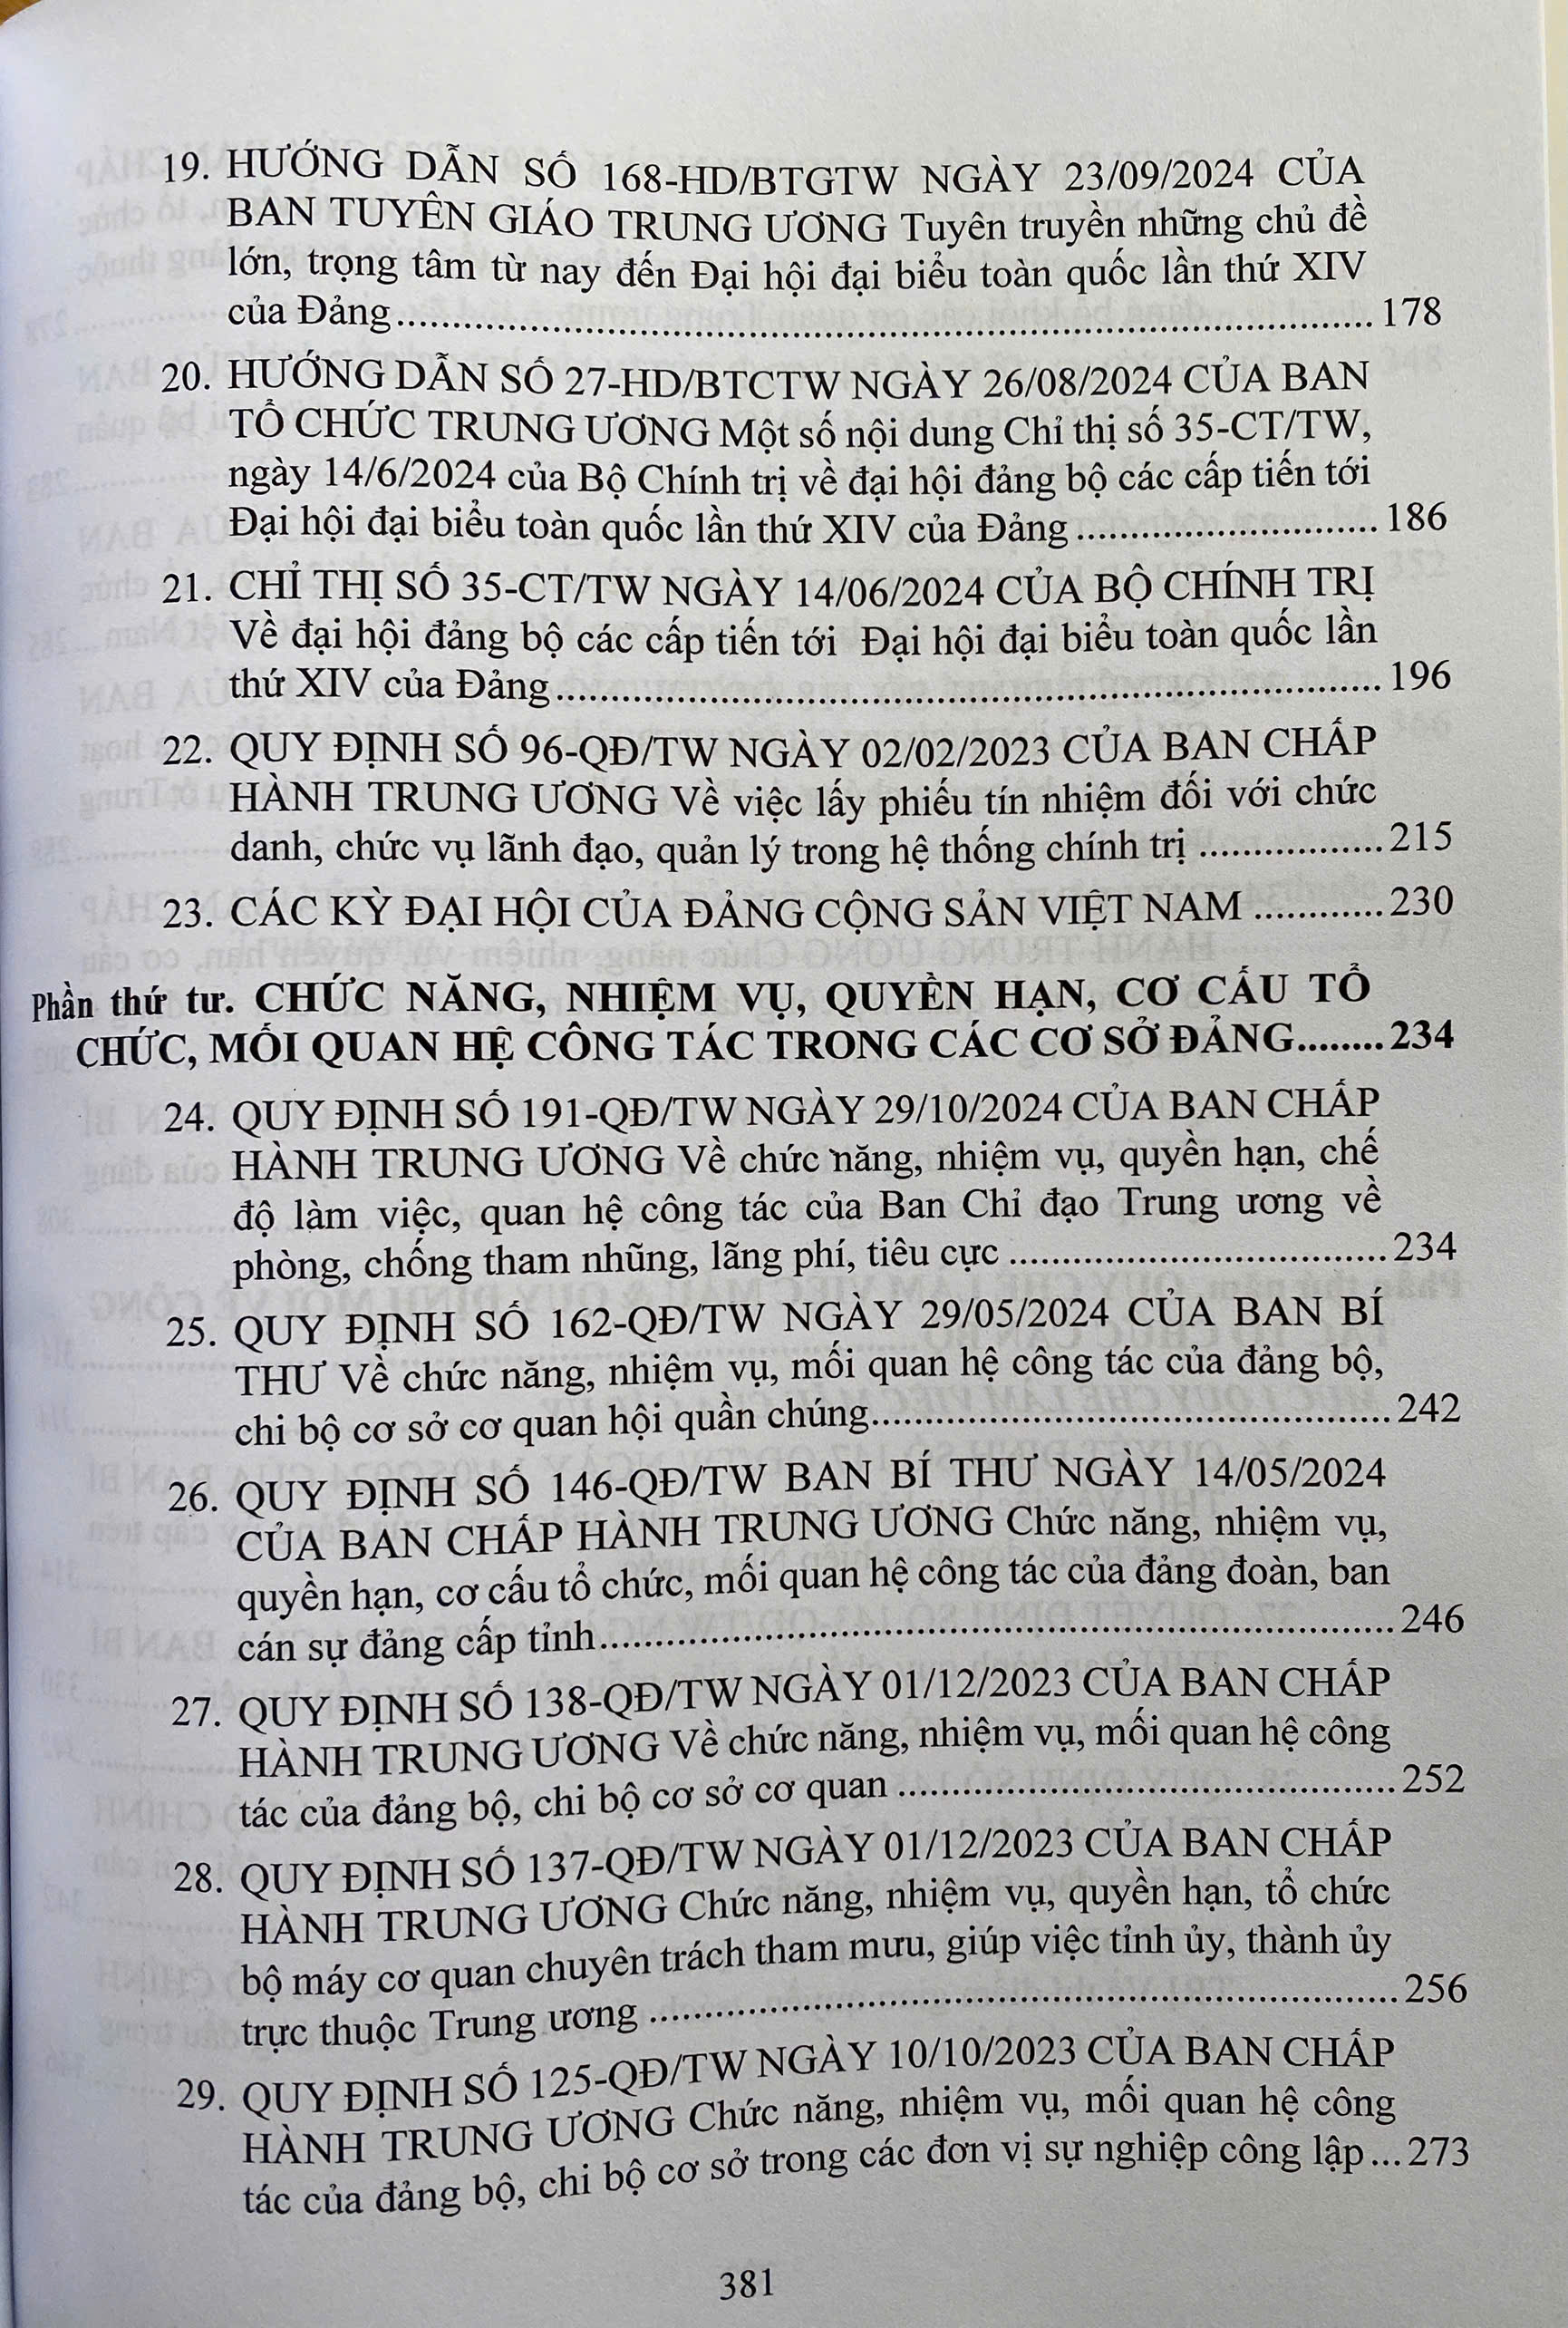 19. HƯỚNG DẪN SỐ 168-HD/BTGTW NGÀY 23/09/2024 CỦA
BAN TUYÊN GIÁO TRUNG ƯƠNG Tuyên truyền những chủ đề
lớn, trọng tâm từ nay đến Đại hội đại biểu toàn quốc lần thứ XIV
của Đảng.......................................................................................... 178
20. HƯỚNG DẪN SỐ 27-HD/BTCTW NGÀY 26/08/2024 CỦA BAN
TỔ CHỨC TRUNG ƯƠNG Một số nội dung Chỉ thị số 35-CT/TW,
ngày 14/6/2024 của Bộ Chính trị về đại hội đảng bộ các cấp tiến tới
Đại hội đại biểu toàn quốc lần thứ XIV của Đảng ............................ 186
21. CHỈ THỊ SỐ 35-CT/TW NGÀY 14/06/2024 CỦA BỘ CHÍNH TRỊ
Về đại hội đảng bộ các cấp tiến tới Đại hội đại biểu toàn quốc lần
thứ XIV của Đảng............................................................................ 196
22. QUY ĐỊNH SỐ 96-QĐ/TW NGÀY 02/02/2023 CỦA BAN CHẤP
HÀNH TRUNG ƯƠNG Về việc lấy phiếu tín nhiệm đối với chức
danh, chức vụ lãnh đạo, quản lý trong hệ thống chính trị .................215
23. CÁC KỲ ĐẠI HỘI CỦA ĐẢNG CỘNG SẢN VIỆT NAM ............230
Phần thứ tư. CHỨC NĂNG, NHIỆM VỤ, QUYỀN HẠN, CƠ CẤU TỔ
CHỨC, MỐI QUAN HỆ CÔNG TÁC TRONG CÁC CƠ SỞ ĐẢNG........234
24. QUY ĐỊNH SỐ 191-QĐ/TW NGÀY 29/10/2024 CỦA BAN CHẤP
HÀNH TRUNG ƯƠNG Về chức năng, nhiệm vụ, quyền hạn, chế
độ làm việc, quan hệ công tác của Ban Chỉ đạo Trung ương về
phòng, chống tham nhũng, lãng phí, tiêu cực ...................................234
25. QUY ĐỊNH SỐ 162-QĐ/TW NGÀY 29/05/2024 CỦA BAN BÍ
THƯ Về chức năng, nhiệm vụ, mối quan hệ công tác của đảng bộ,
chi bộ cơ sở cơ quan hội quần chúng................................................242
26. QUY ĐỊNH SỐ 146-QĐ/TW BAN BÍ THƯ NGÀY 14/05/2024
CỦA BAN CHẤP HÀNH TRUNG ƯƠNG Chức năng, nhiệm vụ,
quyền hạn, cơ cấu tổ chức, mối quan hệ công tác của đảng đoàn, ban
cán sự đảng cấp tỉnh.........................................................................246
27. QUY ĐỊNH SỐ 138-QĐ/TW NGÀY 01/12/2023 CỦA BAN CHẤP
HÀNH TRUNG ƯƠNG Về chức năng, nhiệm vụ, mối quan hệ công
tác của đảng bộ, chi bộ cơ sở cơ quan ..............................................252
28. QUY ĐỊNH SỐ 137-QĐ/TW NGÀY 01/12/2023 CỦA BAN CHẤP
HÀNH TRUNG ƯƠNG Chức năng, nhiệm vụ, quyền hạn, tổ chức
bộ máy cơ quan chuyên trách tham mưu, giúp việc tỉnh ủy, thành ủy
trực thuộc Trung ương .....................................................................256
29. QUY ĐỊNH SỐ 125-QĐ/TW NGÀY 10/10/2023 CỦA BAN CHẤP
HÀNH TRUNG ƯƠNG Chức năng, nhiệm vụ, mối quan hệ công
tác của đảng bộ, chi bộ cơ sở trong các đơn vị sự nghiệp công lập...273
381